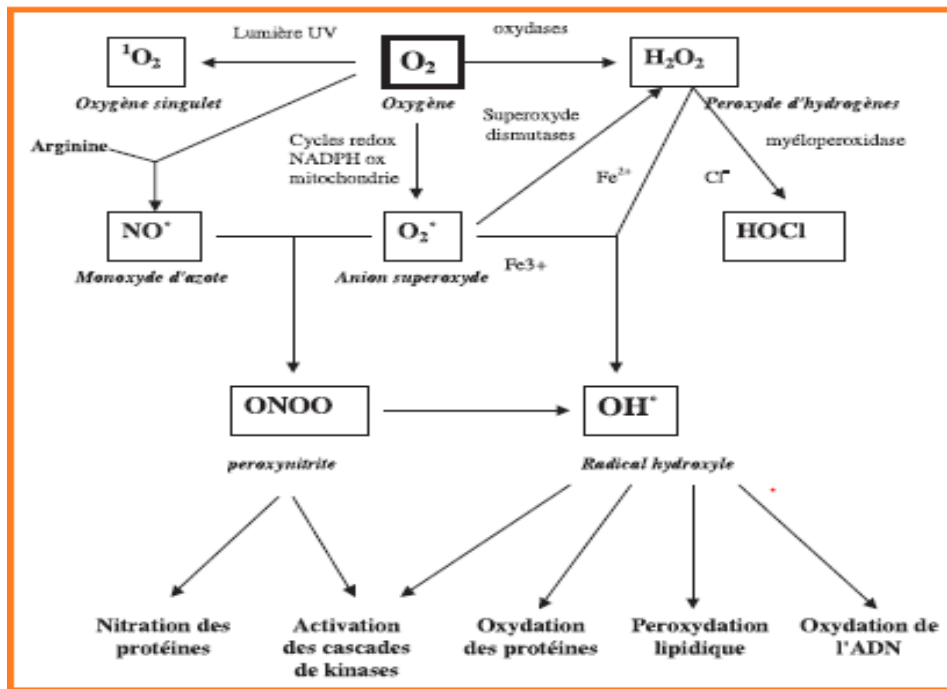 Lumière UV
oxydases
¹O₂
O₂
H₂O₂
Oxygène singulet
Oxygène
Peroxyde d'hydrogènes
Arginine
Cycles redox
NADPH ox
mitochondrie
Superoxyde
dismutases
myéloperoxidase
Fe²⁺
Cl⁻
NO•
O₂•
HOCl
Monoxyde d'azote
Anion superoxyde
Fe3+
ONOO
OH•
peroxynitrite
Radical hydroxyle
Nitration des
protéines
Activation
des cascades
de kinases
Oxydation
des protéines
Peroxydation
lipidique
Oxydation de
l'ADN